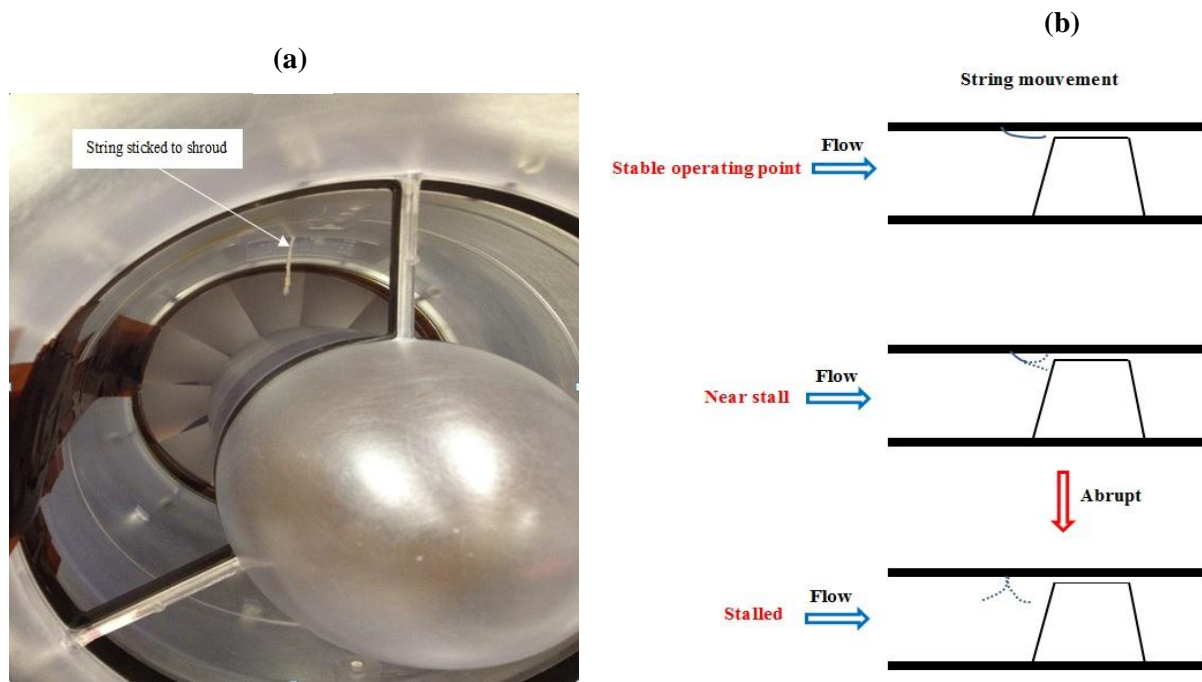 (a)
String sticked to shroud
(b)
String mouvement
Flow
Stable operating point
Flow
Near stall
Abrupt
Flow
Stalled